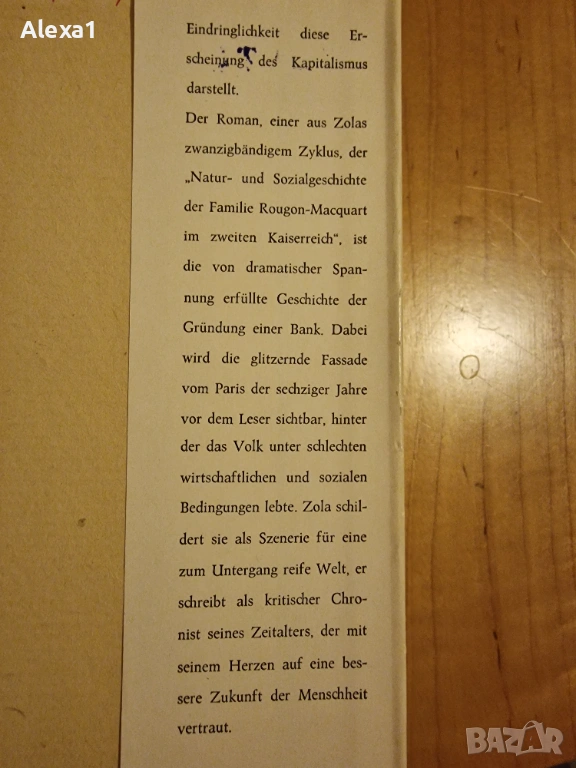 Alexa1
Eindringlichkeit diese Er-
scheinung des Kapitalismus
darstellt.
Der Roman, einer aus Zolas
zwanzigbändigem Zyklus, der
„Natur- und Sozialgeschichte
der Familie Rougon-Macquart
im zweiten Kaiserreich“, ist
die von dramatischer Span-
nung erfüllte Geschichte der
Gründung einer Bank. Dabei
wird die glitzernde Fassade
vom Paris der sechziger Jahre
vor dem Leser sichtbar, hinter
der das Volk unter schlechten
wirtschaftlichen und sozialen
Bedingungen lebte. Zola schil-
dert sie als Szenerie für eine
zum Untergang reife Welt, er
schreibt als kritischer Chro-
nist seines Zeitalters, der mit
seinem Herzen auf eine bes-
sere Zukunft der Menschheit
vertraut.
BAZAR